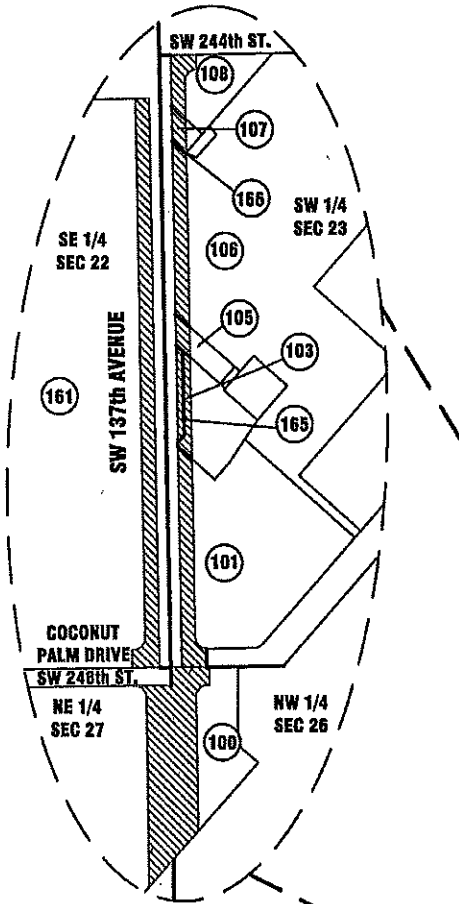 SW 244th ST.
108
107
166
SW 1/4
SEC 23
SE 1/4
SEC 22
106
105
103
161
SW 137th AVENUE
165
101
COCONUT
PALM DRIVE
SW 248th ST.
NE 1/4
SEC 27
NW 1/4
SEC 26
100